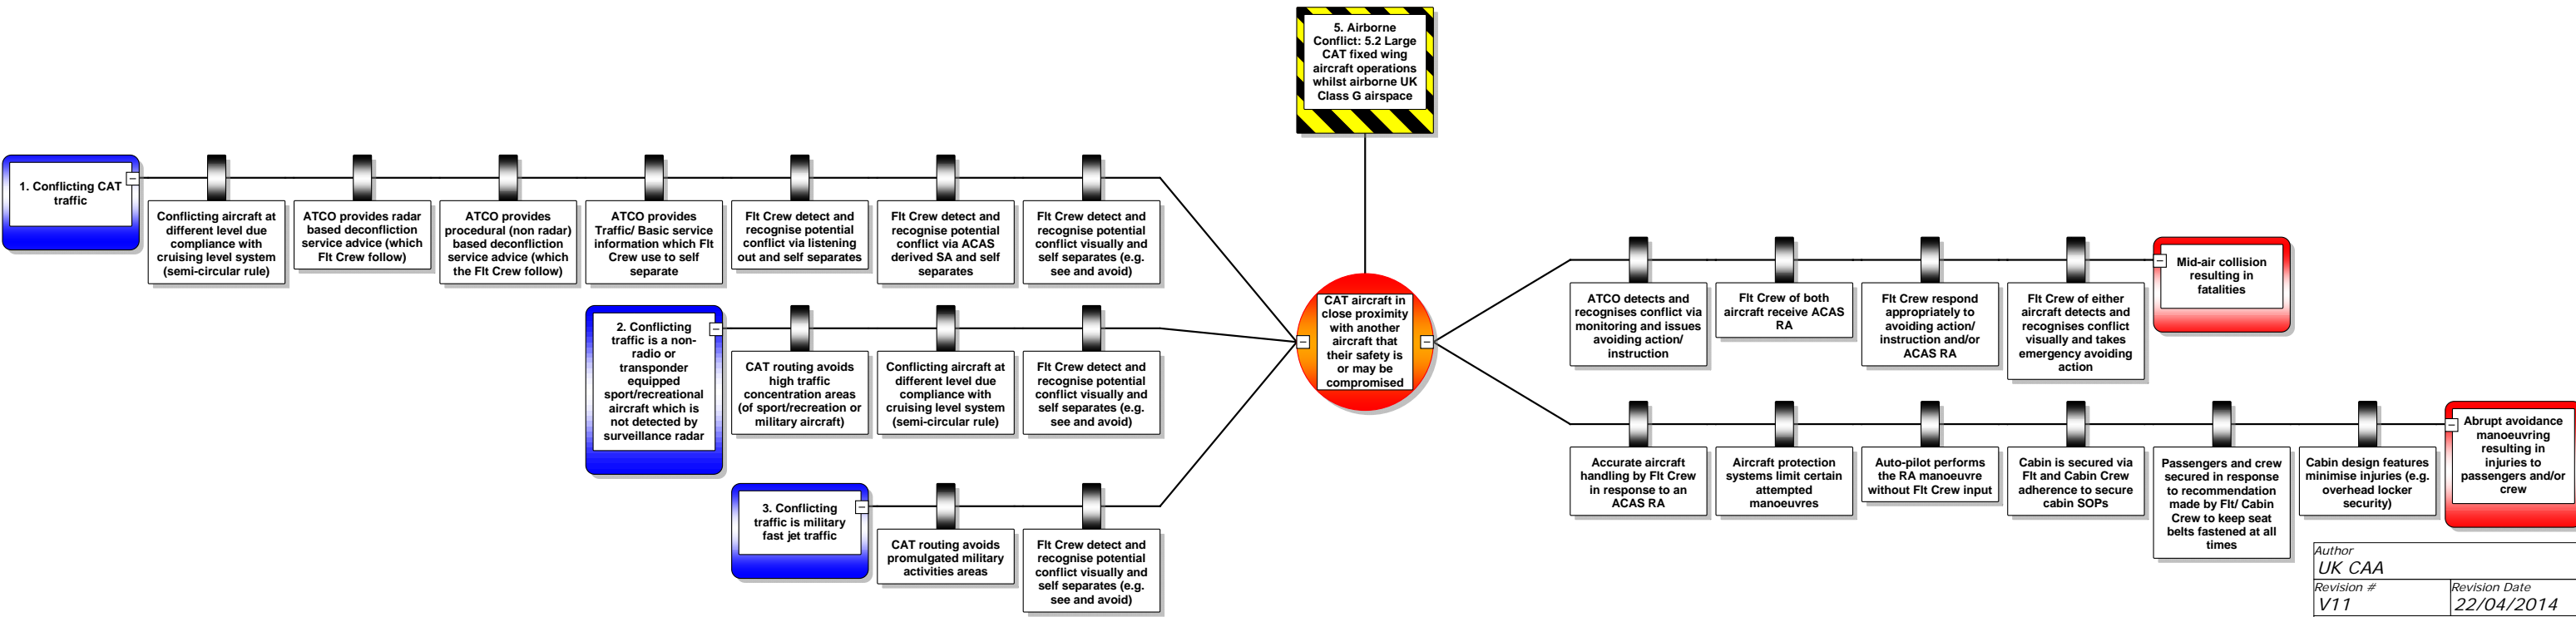 5. Airborne
Conflict: 5.2 Large
CAT fixed wing
aircraft operations
whilst airborne UK
Class G airspace
1. Conflicting CAT
traffic
Conflicting aircraft at
different level due
compliance with
cruising level system
(semi-circular rule)
ATCO provides radar
based deconfliction
service advice (which
Flt Crew follow)
ATCO provides
procedural (non radar)
based deconfliction
service advice (which
the Flt Crew follow)
ATCO provides
Traffic/ Basic service
information which Flt
Crew use to self
separate
Flt Crew detect and
recognise potential
conflict via listening
out and self separates
Flt Crew detect and
recognise potential
conflict via ACAS
derived SA and self
separates
Flt Crew detect and
recognise potential
conflict visually and
self separates (e.g.
see and avoid)
2. Conflicting
traffic is a non-
radio or
transponder
equipped
sport/recreational
aircraft which is
not detected by
surveillance radar
CAT routing avoids
high traffic
concentration areas
(of sport/recreation or
military aircraft)
Conflicting aircraft at
different level due
compliance with
cruising level system
(semi-circular rule)
Flt Crew detect and
recognise potential
conflict visually and
self separates (e.g.
see and avoid)
3. Conflicting
traffic is military
fast jet traffic
CAT routing avoids
promulgated military
activities areas
Flt Crew detect and
recognise potential
conflict visually and
self separates (e.g.
see and avoid)
CAT aircraft in
close proximity
with another
aircraft that
their safety is
or may be
compromised
ATCO detects and
recognises conflict via
monitoring and issues
avoiding action/
instruction
Flt Crew of both
aircraft receive ACAS
RA
Flt Crew respond
appropriately to
avoiding action/
instruction and/or
ACAS RA
Flt Crew of either
aircraft detects and
recognises conflict
visually and takes
emergency avoiding
action
Mid-air collision
resulting in
fatalities
Accurate aircraft
handling by Flt Crew
in response to an
ACAS RA
Aircraft protection
systems limit certain
attempted
manoeuvres
Auto-pilot performs
the RA manoeuvre
without Flt Crew input
Cabin is secured via
Flt and Cabin Crew
adherence to secure
cabin SOPs
Passengers and crew
secured in response
to recommendation
made by Flt/ Cabin
Crew to keep seat
belts fastened at all
times
Cabin design features
minimise injuries (e.g.
overhead locker
security)
Abrupt avoidance
manoeuvring
resulting in
injuries to
passengers and/or
crew
Author
UK CAA
Revision #
V11
Revision Date
22/04/2014